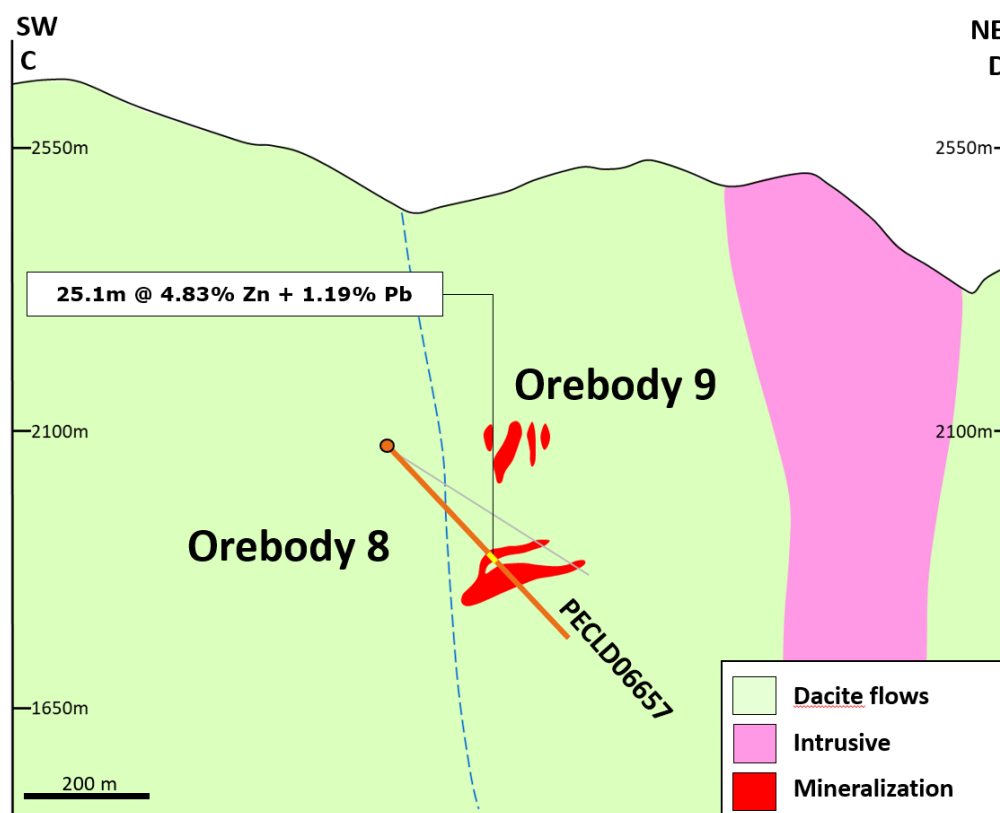 SW
C
NE
D
2550m
2550m
25.1m @ 4.83% Zn + 1.19% Pb
Orebody 9
2100m
2100m
Orebody 8
PECLD06657
1650m
200 m
Dacite flows
Intrusive
Mineralization